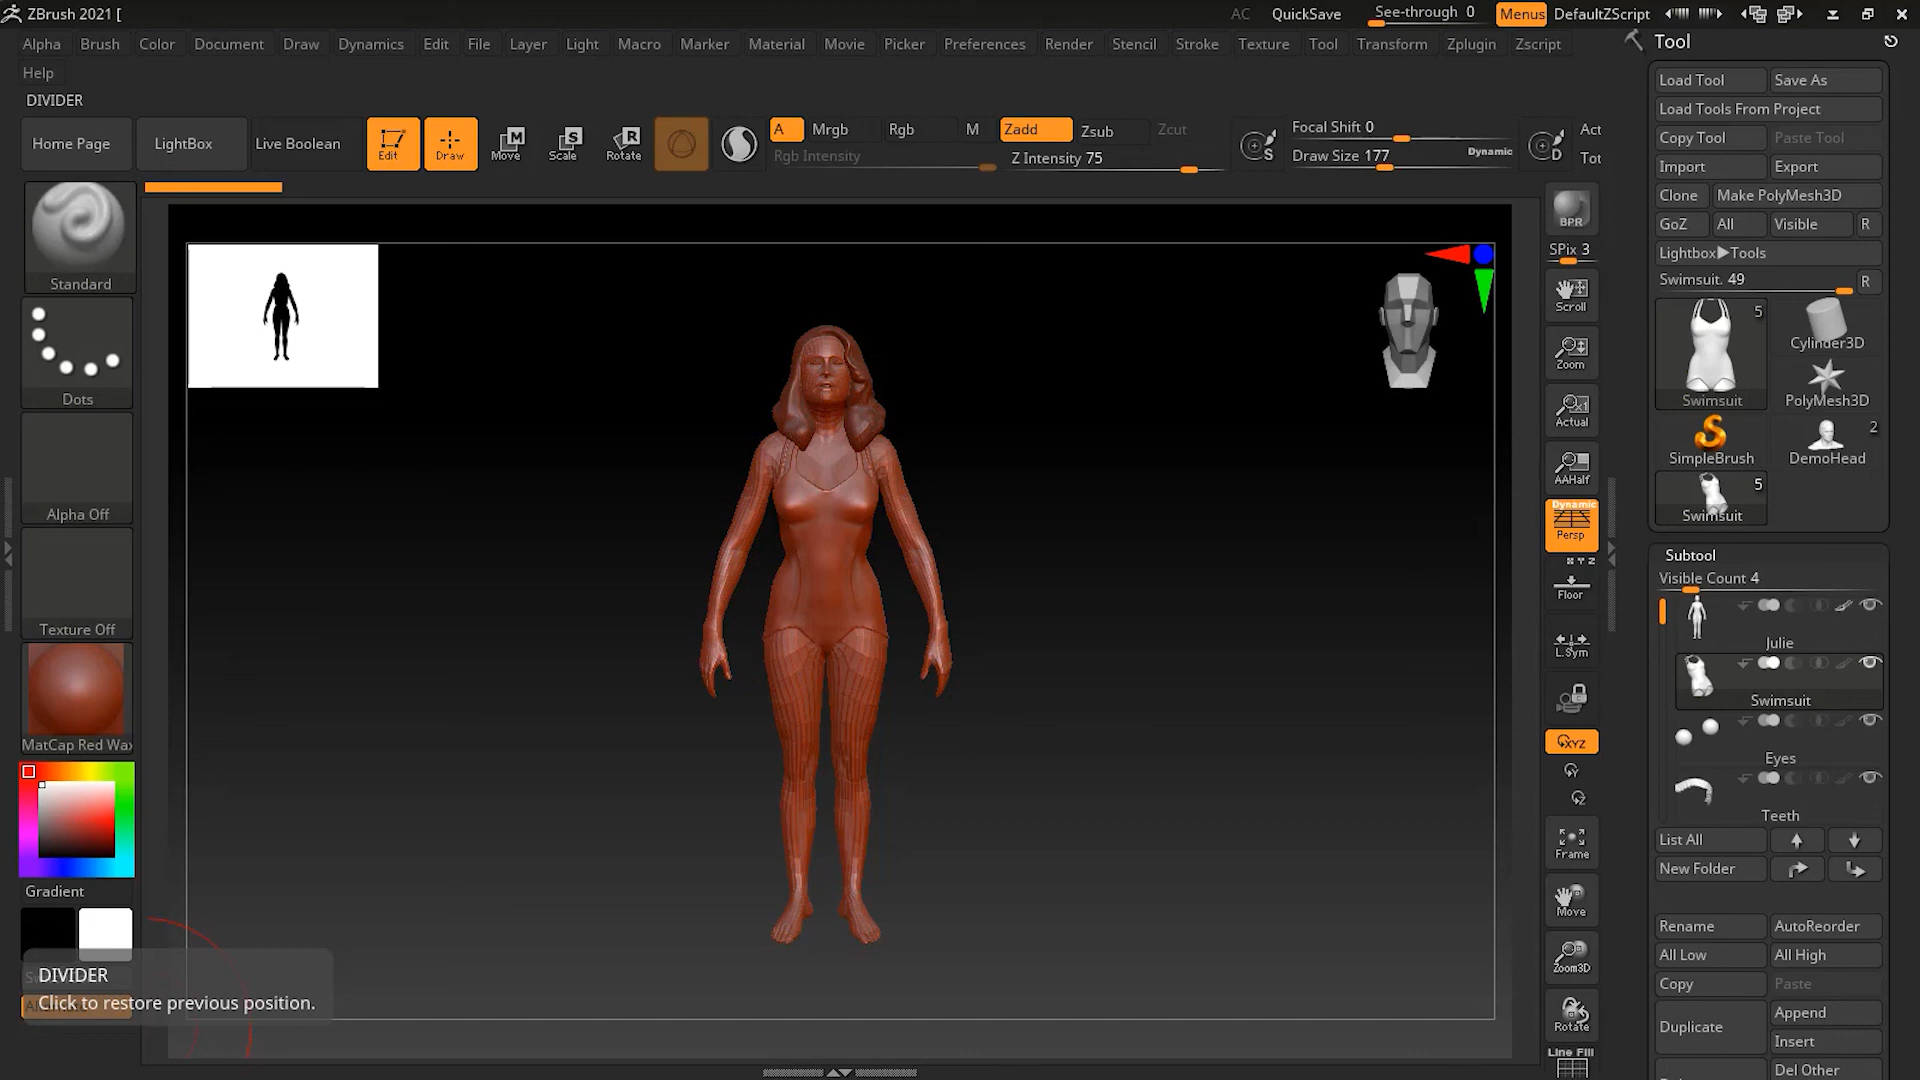 ZBrush 2021 [
AC QuickSave See-through 0 Menus DefaultZScript
Alpha Brush Color Document Draw Dynamics Edit File Layer Light Macro Marker Material Movie Picker Preferences Render Stencil Stroke Texture Tool Transform Zplugin Zscript
Help
DIVIDER
Home Page LightBox Live Boolean
Edit Draw Move Scale Rotate
M S R
A Mrgb Rgb M Zadd Zsub Zcut
Rgb Intensity Z Intensity 75
S
Focal Shift 0
Draw Size 177 Dynamic
D
Act
Tot
Standard
Dots
Alpha Off
Texture Off
MatCap Red Wax
Gradient
DIVIDER
Click to restore previous position.
BPR
SPix 3
Scroll
Zoom
Actual
AAHalf
Dynamic
Persp
X Y Z
Floor
L.Sym
XYZ
Y
Z
Frame
Move
Zoom3D
Rotate
Line Fill
Tool
Load Tool Save As
Load Tools From Project
Copy Tool Paste Tool
Import Export
Clone Make PolyMesh3D
GoZ All Visible R
Lightbox▶Tools
Swimsuit. 49 R
5
Swimsuit Cylinder3D
PolyMesh3D
SimpleBrush DemoHead 2
5
Swimsuit
Subtool
Visible Count 4
Julie
Swimsuit
Eyes
Teeth
List All
New Folder
Rename AutoReorder
All Low All High
Copy Paste
Duplicate Append
Insert
Del Other